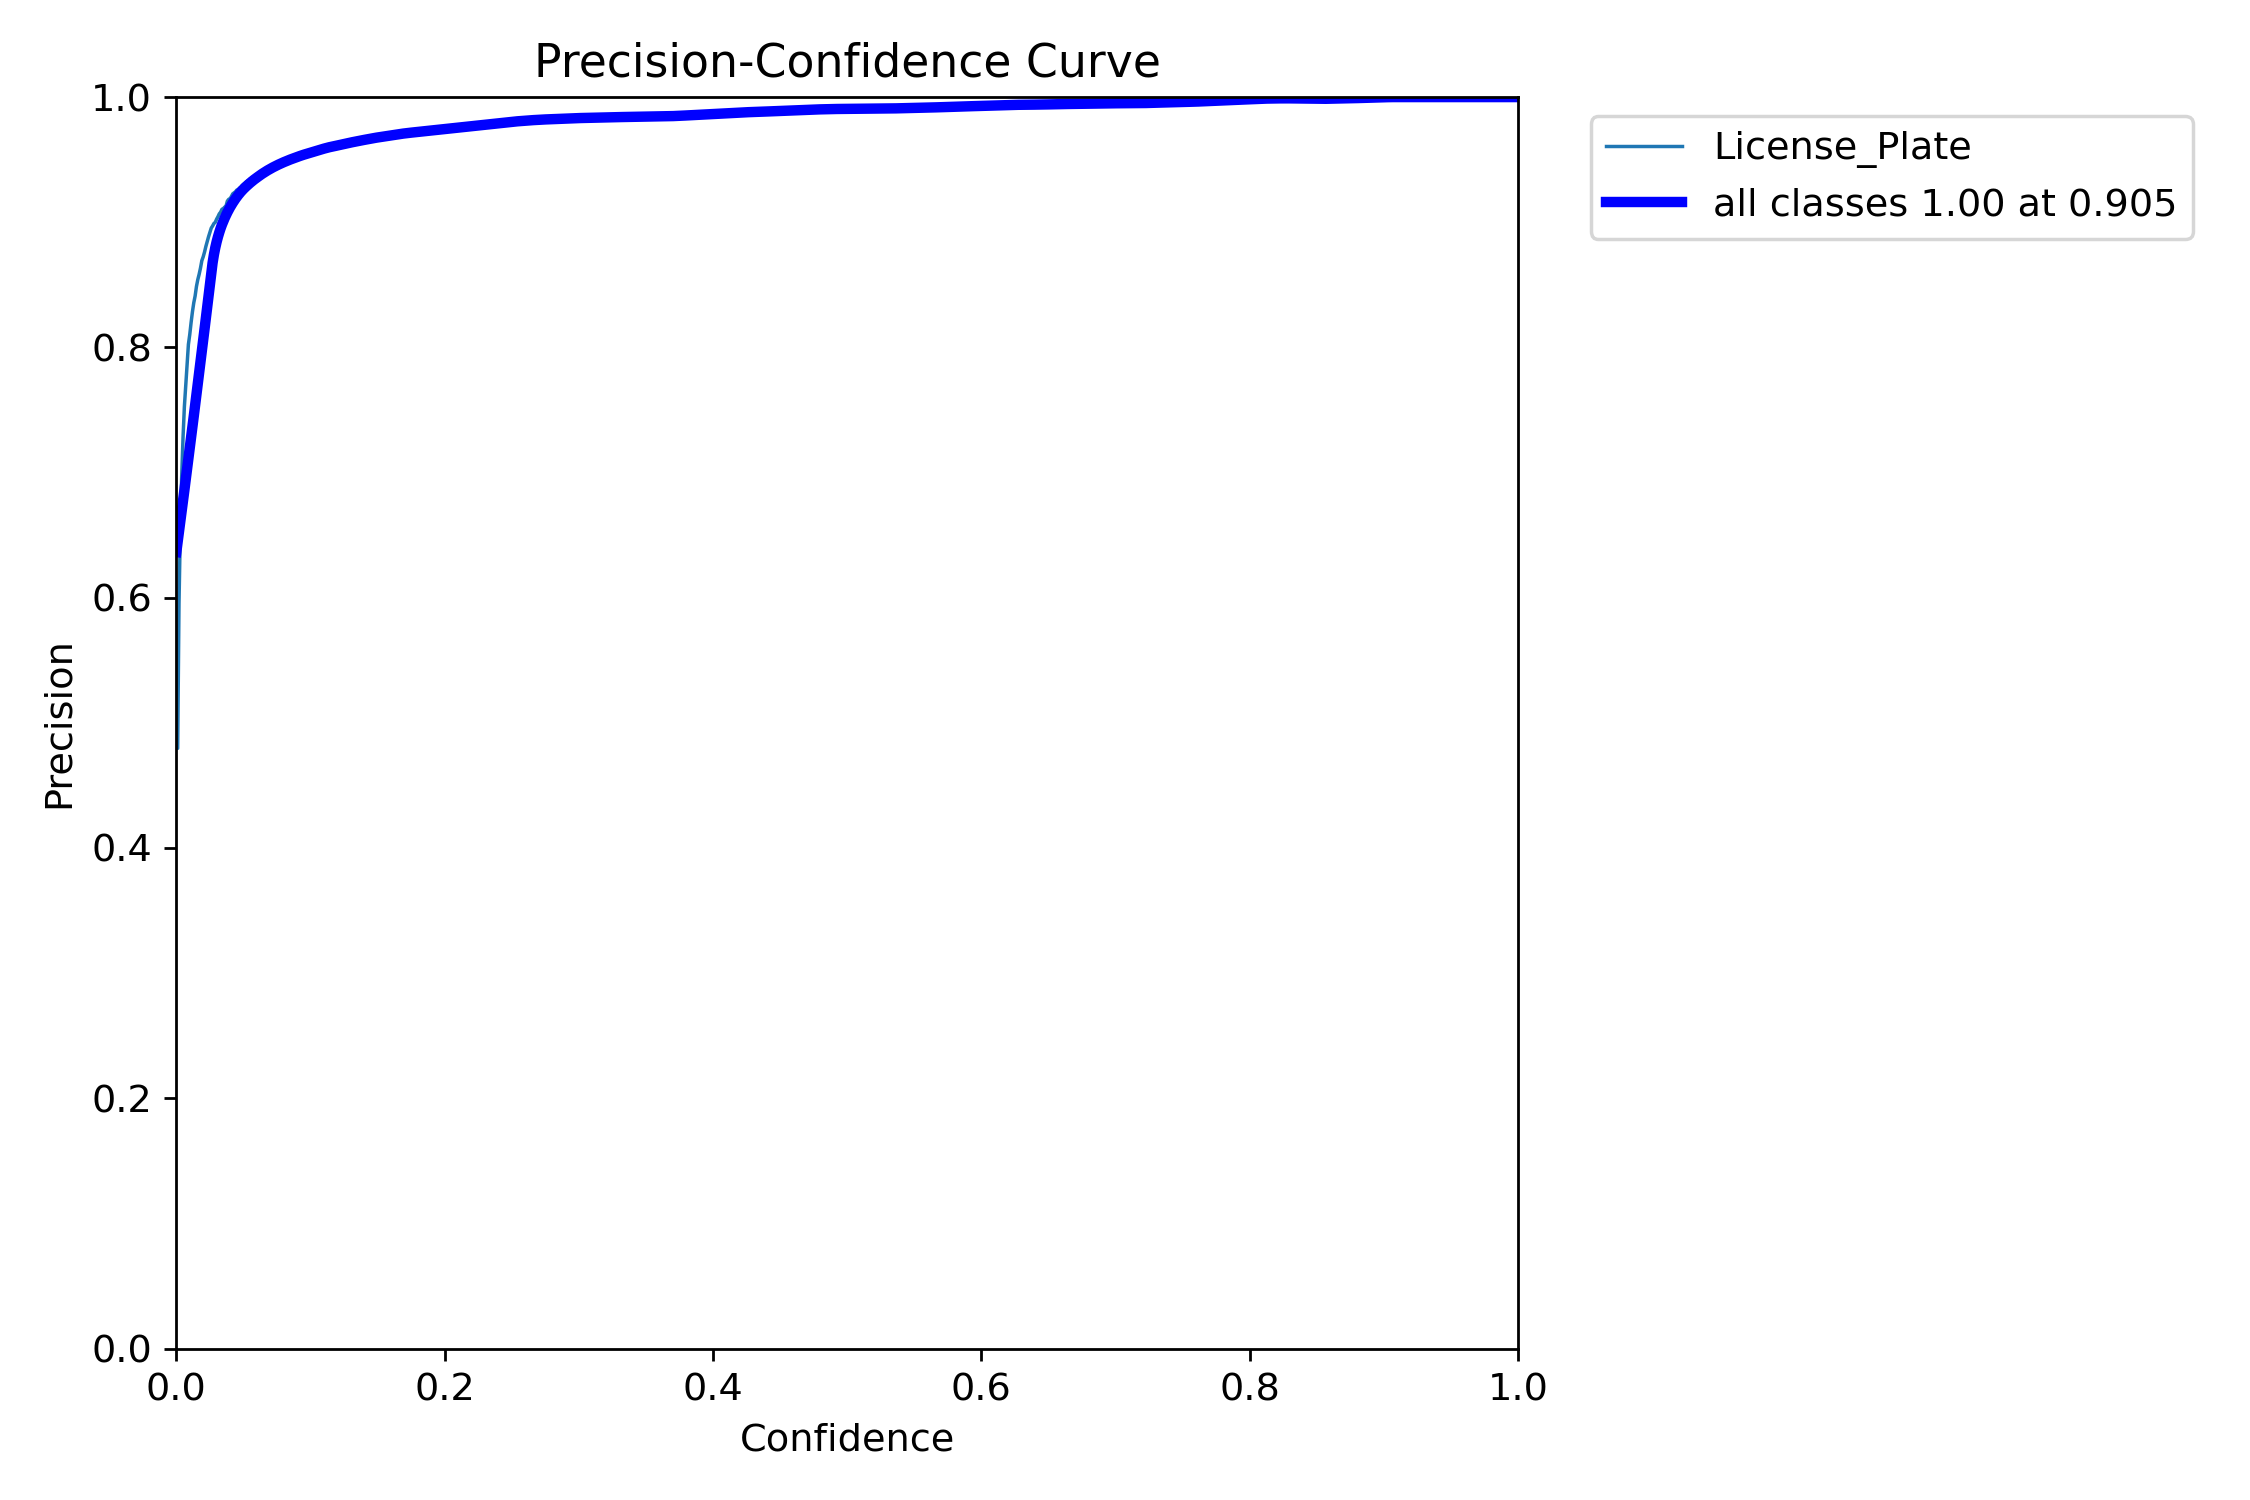 Precision-Confidence Curve
1.0
0.8
0.6
0.4
0.2
0.0
Precision
0.0 0.2 0.4 0.6 0.8 1.0
Confidence
License_Plate
all classes 1.00 at 0.905